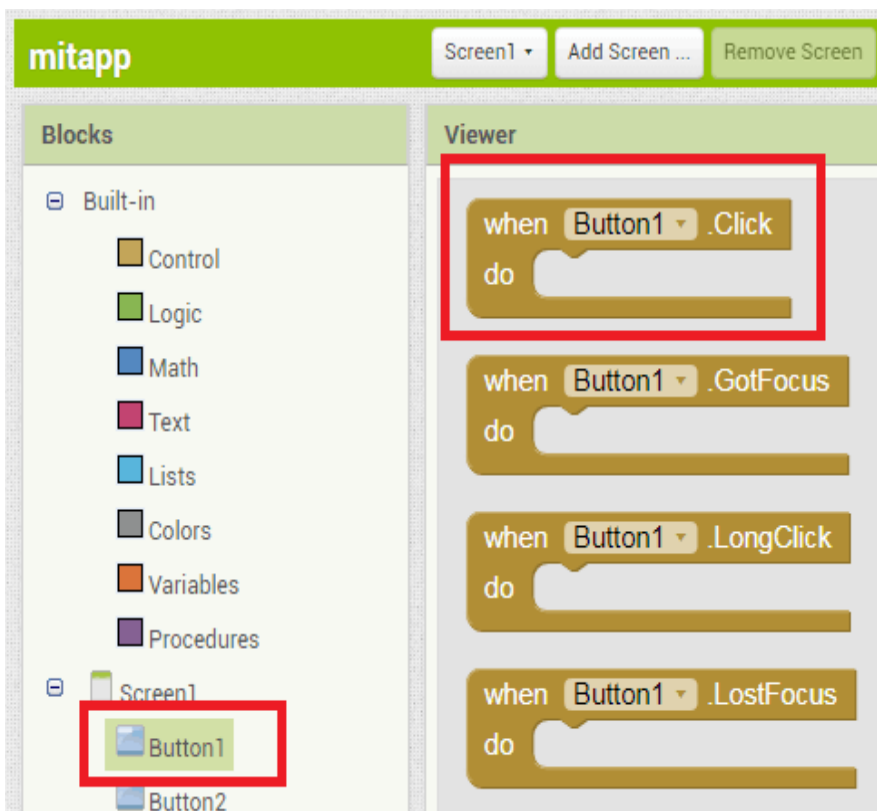 mitapp
Screen1
Add Screen ...
Remove Screen
Blocks
Viewer
Built-in
Control
Logic
Math
Text
Lists
Colors
Variables
Procedures
Screen1
Button1
Button2
when Button1 .Click
do
when Button1 .GotFocus
do
when Button1 .LongClick
do
when Button1 .LostFocus
do